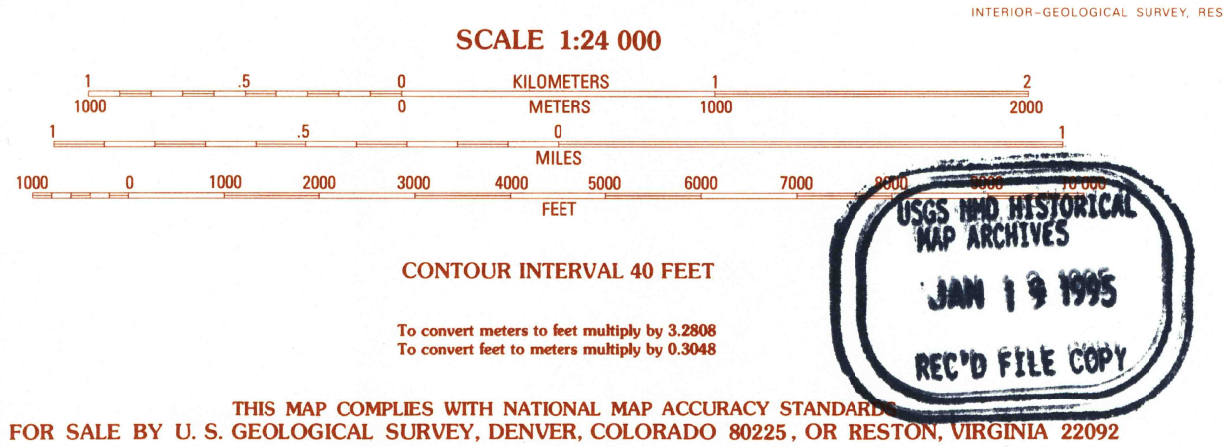 INTERIOR-GEOLOGICAL SURVEY, RES
SCALE 1:24 000
1 .5 0 KILOMETERS 1 2
1000 0 METERS 1000 2000
1 .5 0 1
MILES
1000 0 1000 2000 3000 4000 5000 6000 7000 8000 9000 10 000
FEET
USGS NMD HISTORICAL
MAP ARCHIVES
JAN 19 1995
REC'D FILE COPY
CONTOUR INTERVAL 40 FEET
To convert meters to feet multiply by 3.2808
To convert feet to meters multiply by 0.3048
THIS MAP COMPLIES WITH NATIONAL MAP ACCURACY STANDARDS
FOR SALE BY U. S. GEOLOGICAL SURVEY, DENVER, COLORADO 80225, OR RESTON, VIRGINIA 22092